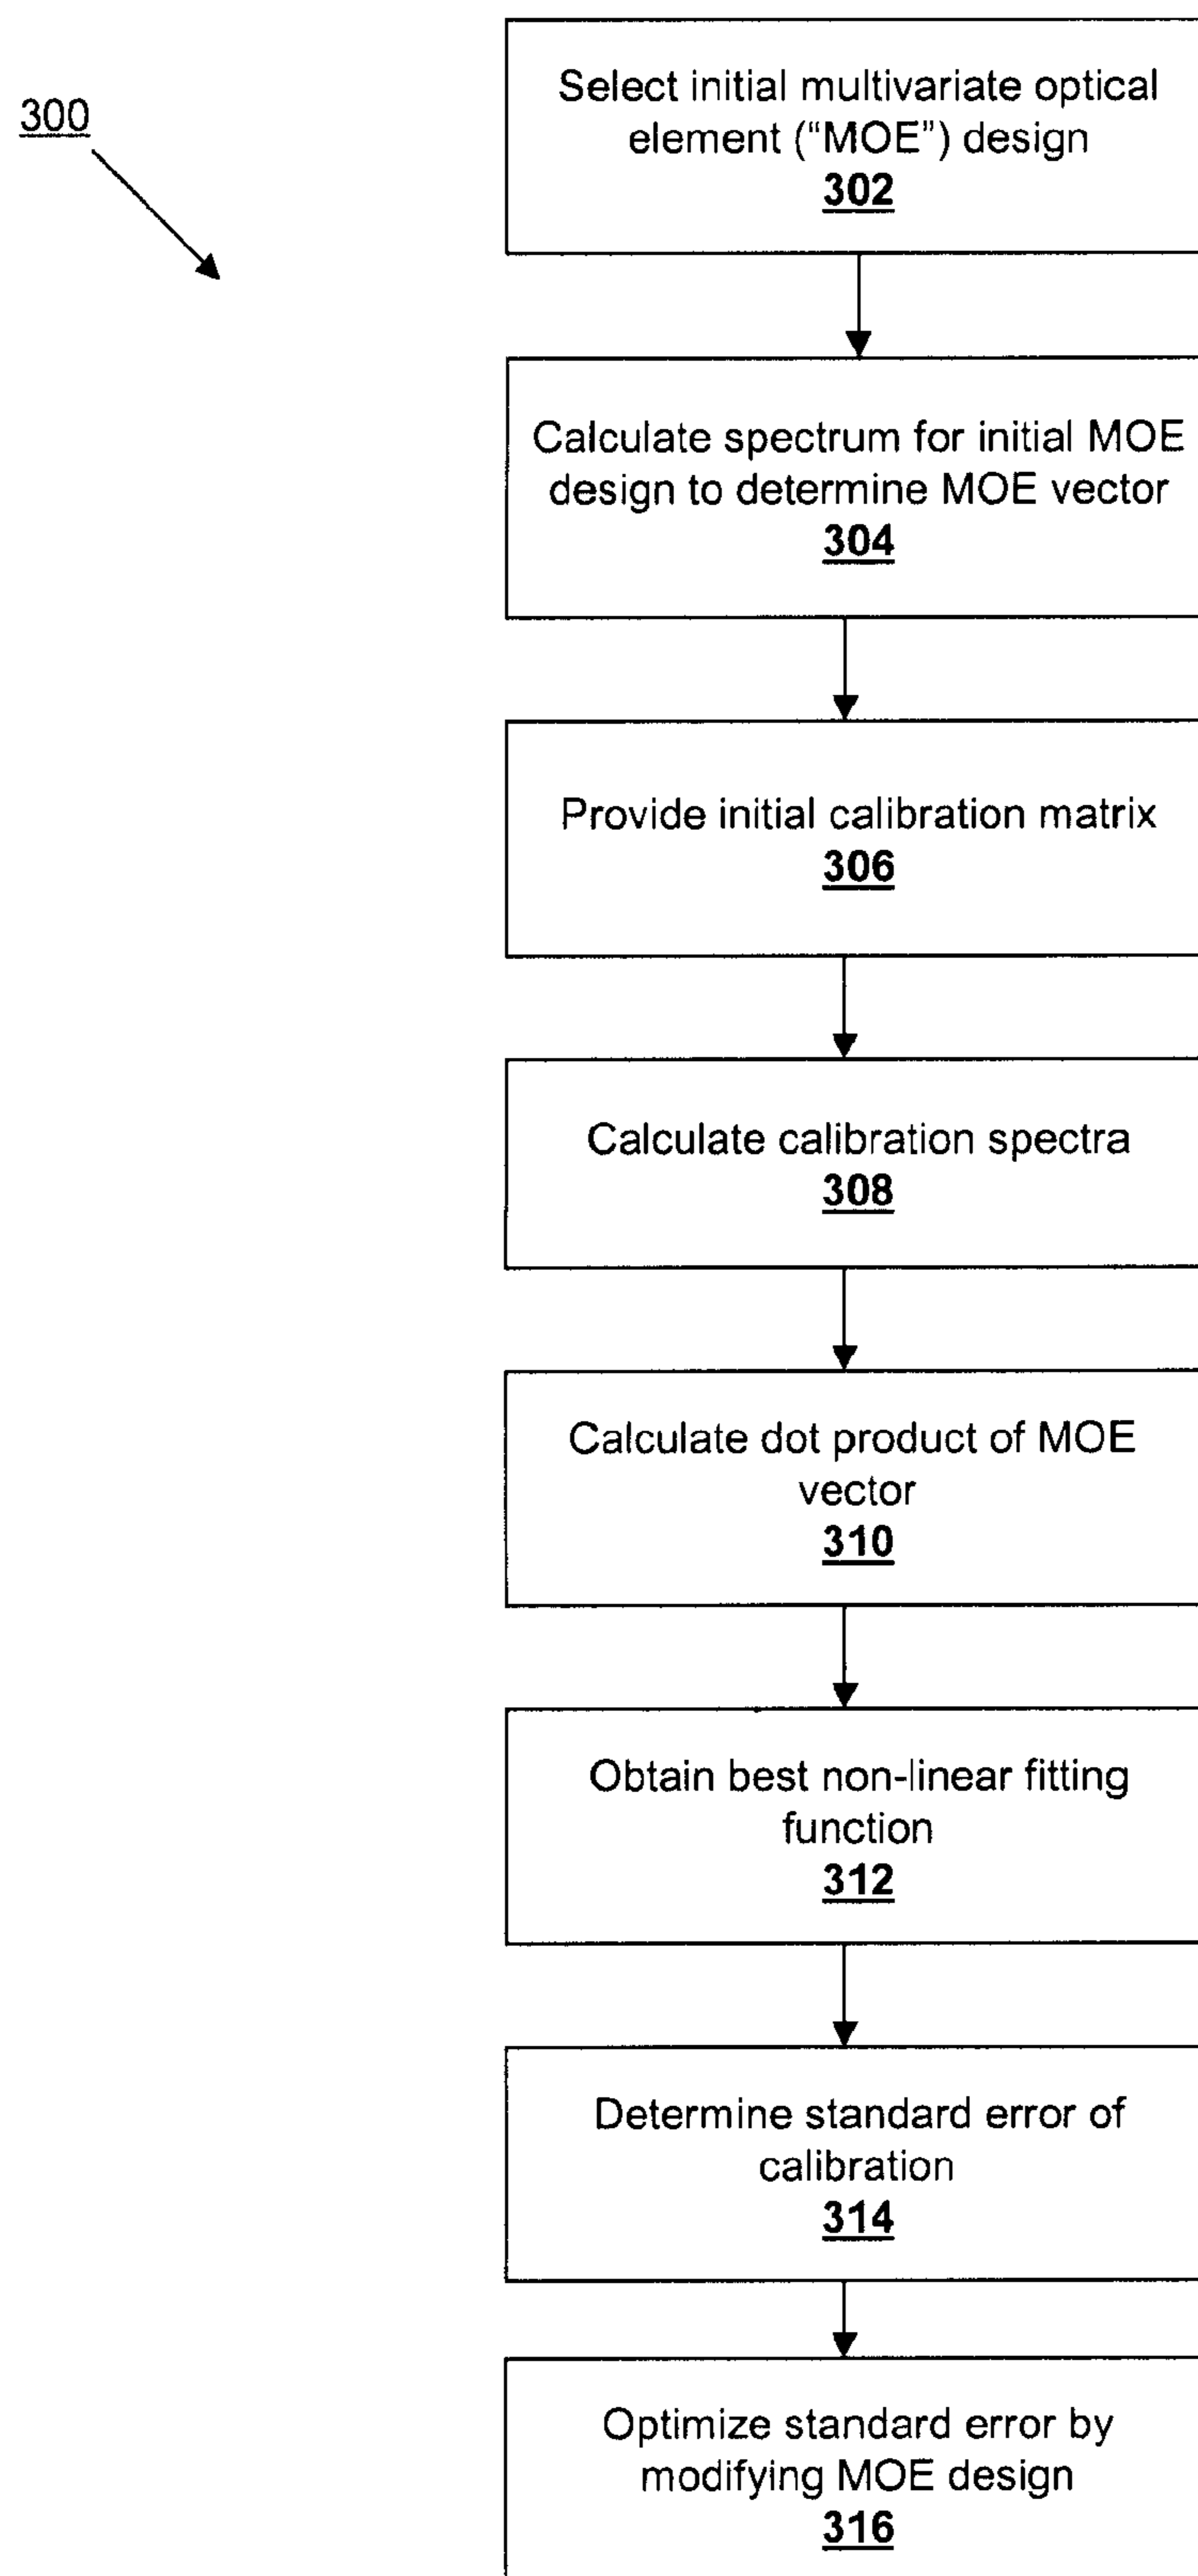 300
Select initial multivariate optical
element (“MOE”) design
302
Calculate spectrum for initial MOE
design to determine MOE vector
304
Provide initial calibration matrix
306
Calculate calibration spectra
308
Calculate dot product of MOE
vector
310
Obtain best non-linear fitting
function
312
Determine standard error of
calibration
314
Optimize standard error by
modifying MOE design
316